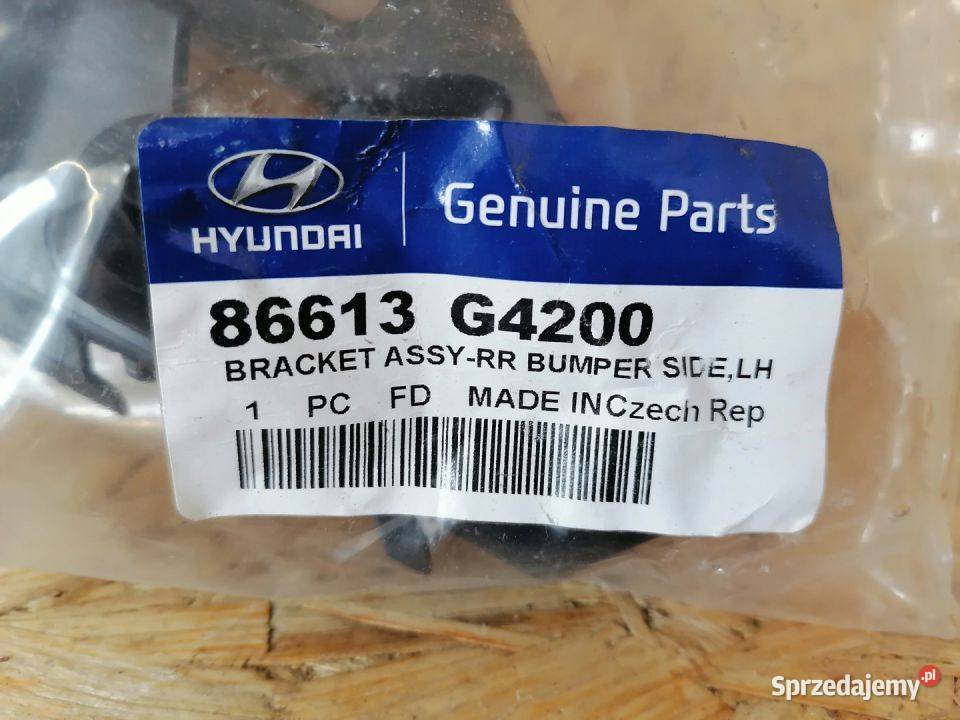 HYUNDAI
Genuine Parts
86613 G4200
BRACKET ASSY-RR BUMPER SIDE,LH
1 PC FD MADE INCzech Rep
Sprzedajemy.pl